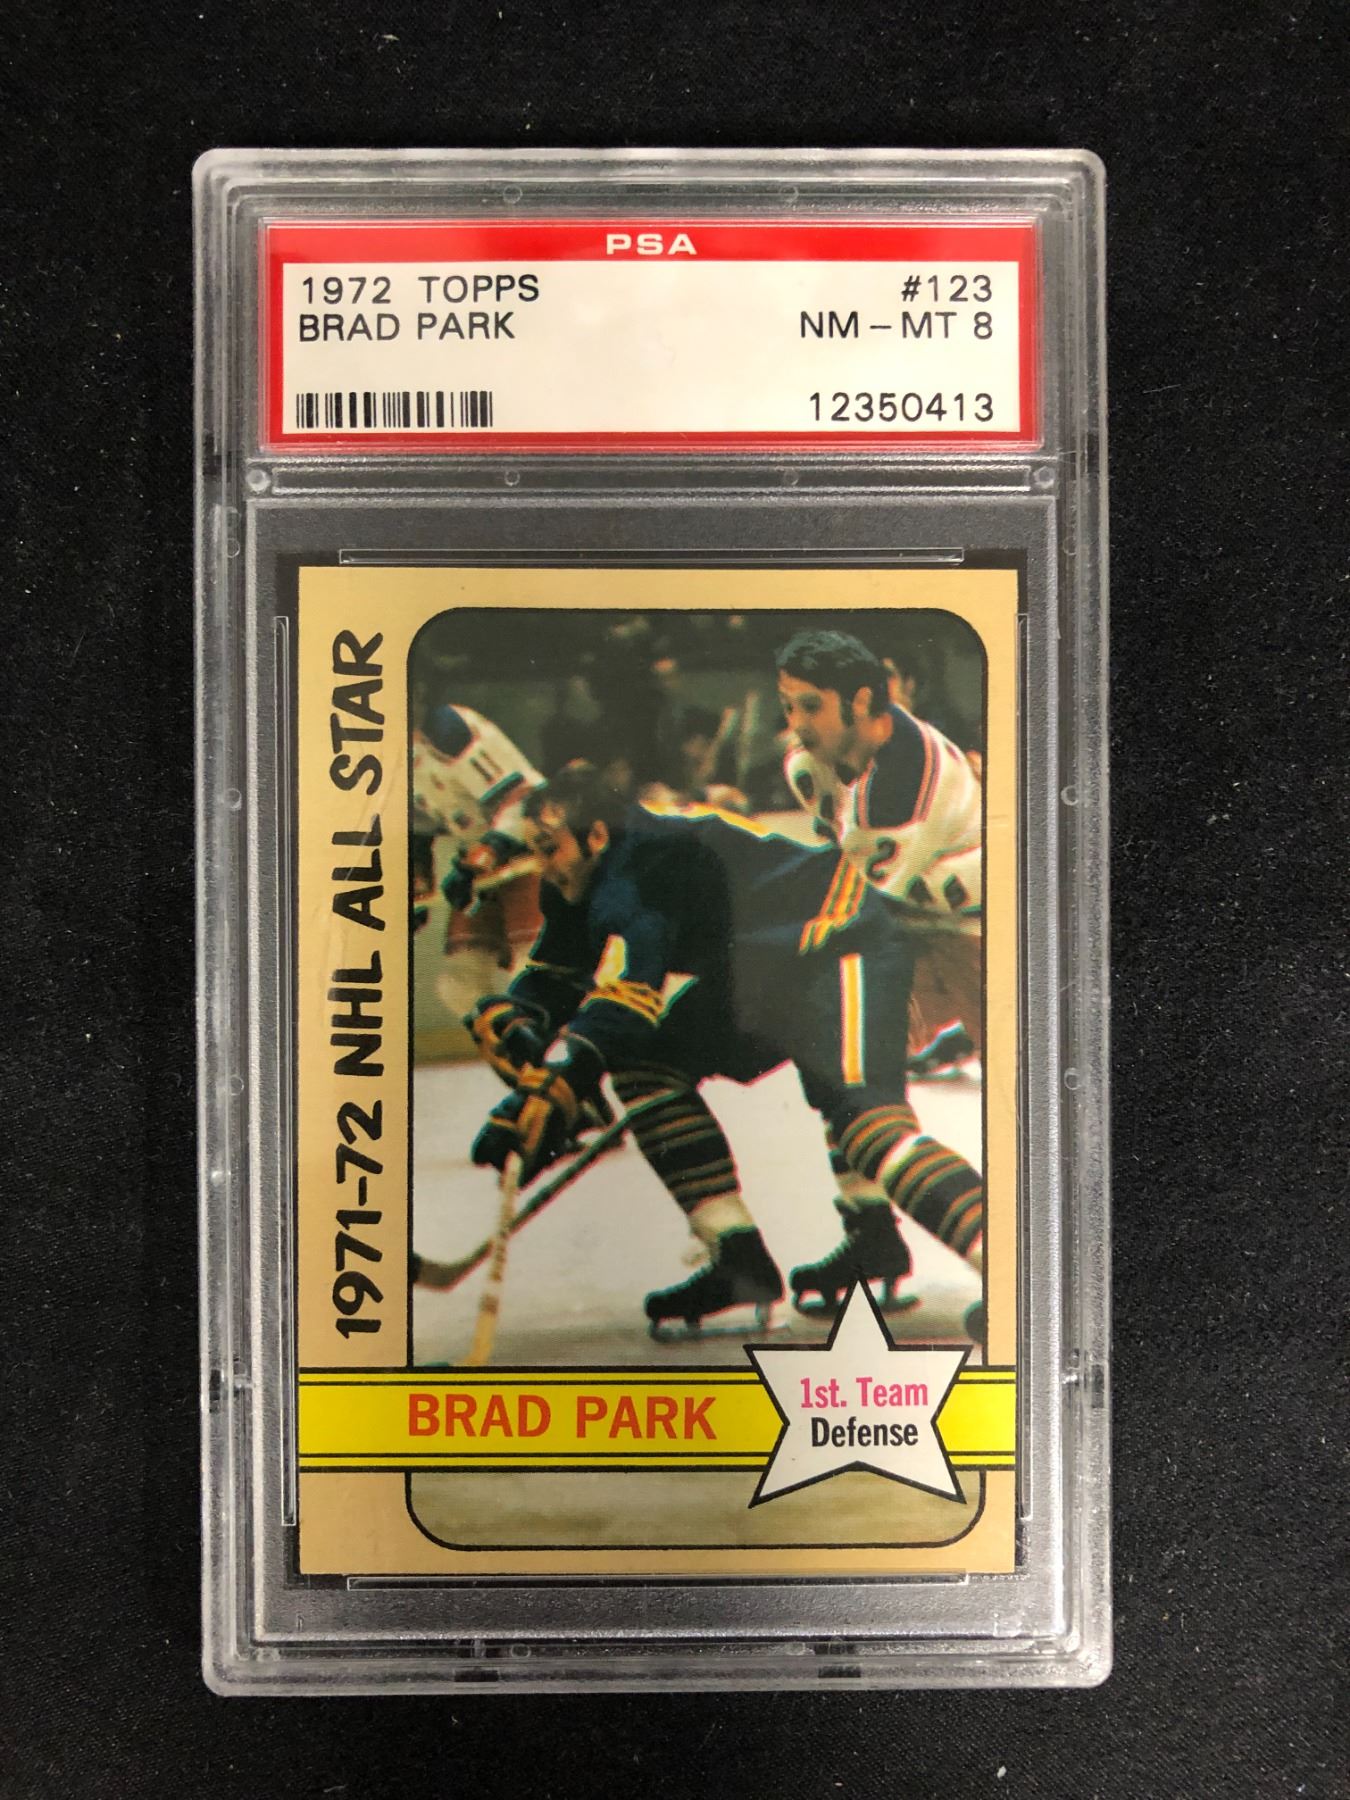 PSA
1972 TOPPS #123
BRAD PARK NM-MT 8
12350413
1971-72 NHL ALL STAR
BRAD PARK
1st. Team
Defense
2